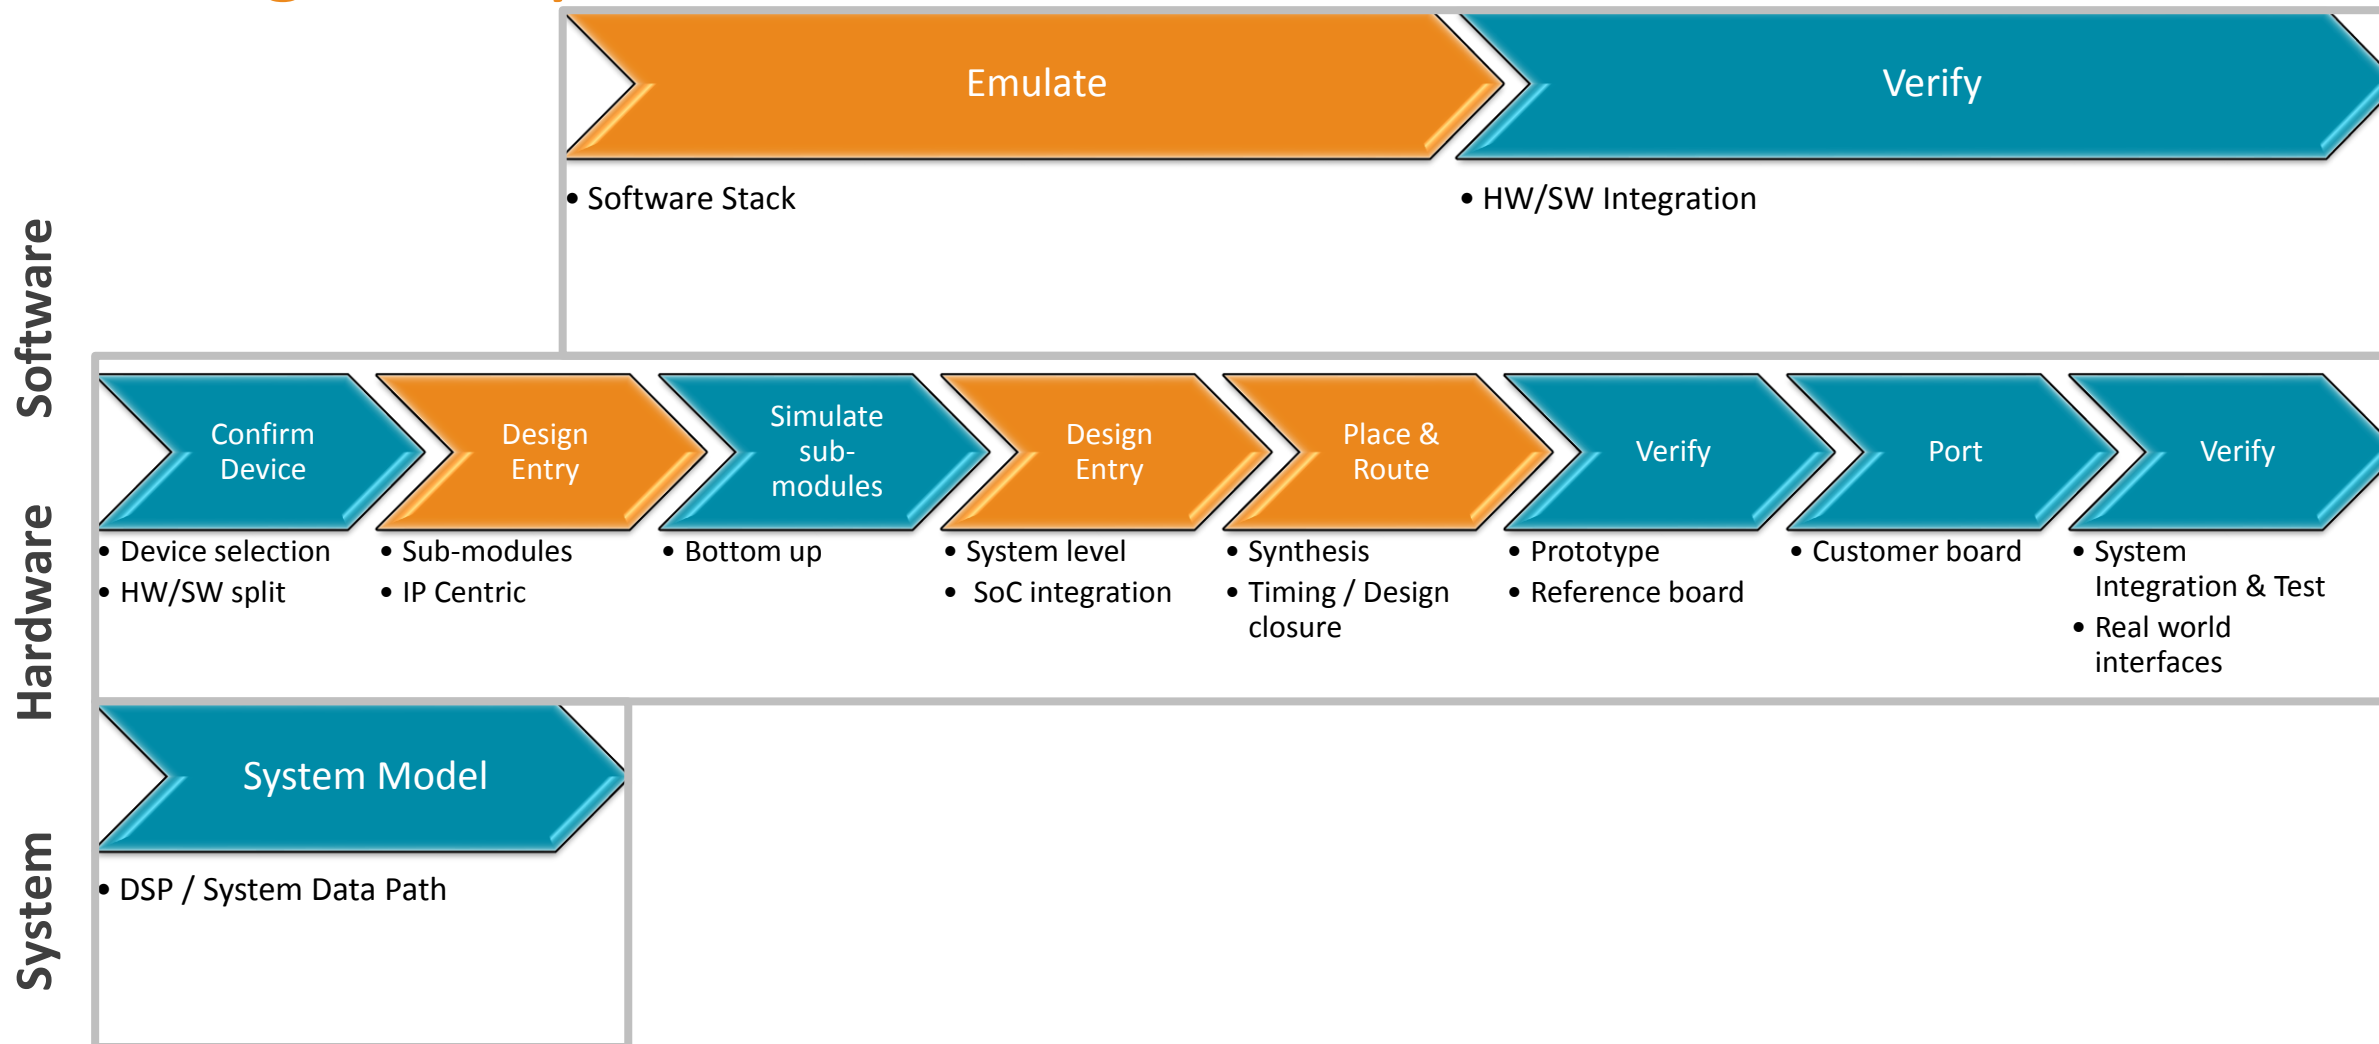 Emulate
Verify
• Software Stack
• HW/SW Integration
Software
Confirm
Device
Design
Entry
Simulate
sub-
modules
Design
Entry
Place &
Route
Verify
Port
Verify
• Device selection
• HW/SW split
• Sub-modules
• IP Centric
• Bottom up
• System level
• SoC integration
• Synthesis
• Timing / Design
closure
• Prototype
• Reference board
• Customer board
• System
Integration & Test
• Real world
interfaces
Hardware
System Model
• DSP / System Data Path
System